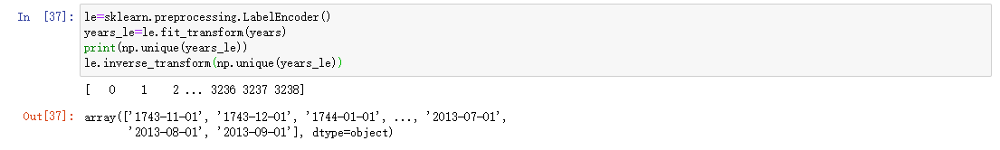 In [37]: le=sklearn.preprocessing.LabelEncoder()
years_le=le.fit_transform(years)
print(np.unique(years_le))
le.inverse_transform(np.unique(years_le))
[   0    1    2 ... 3236 3237 3238]
Out[37]: array(['1743-11-01', '1743-12-01', '1744-01-01', ..., '2013-07-01',
'2013-08-01', '2013-09-01'], dtype=object)